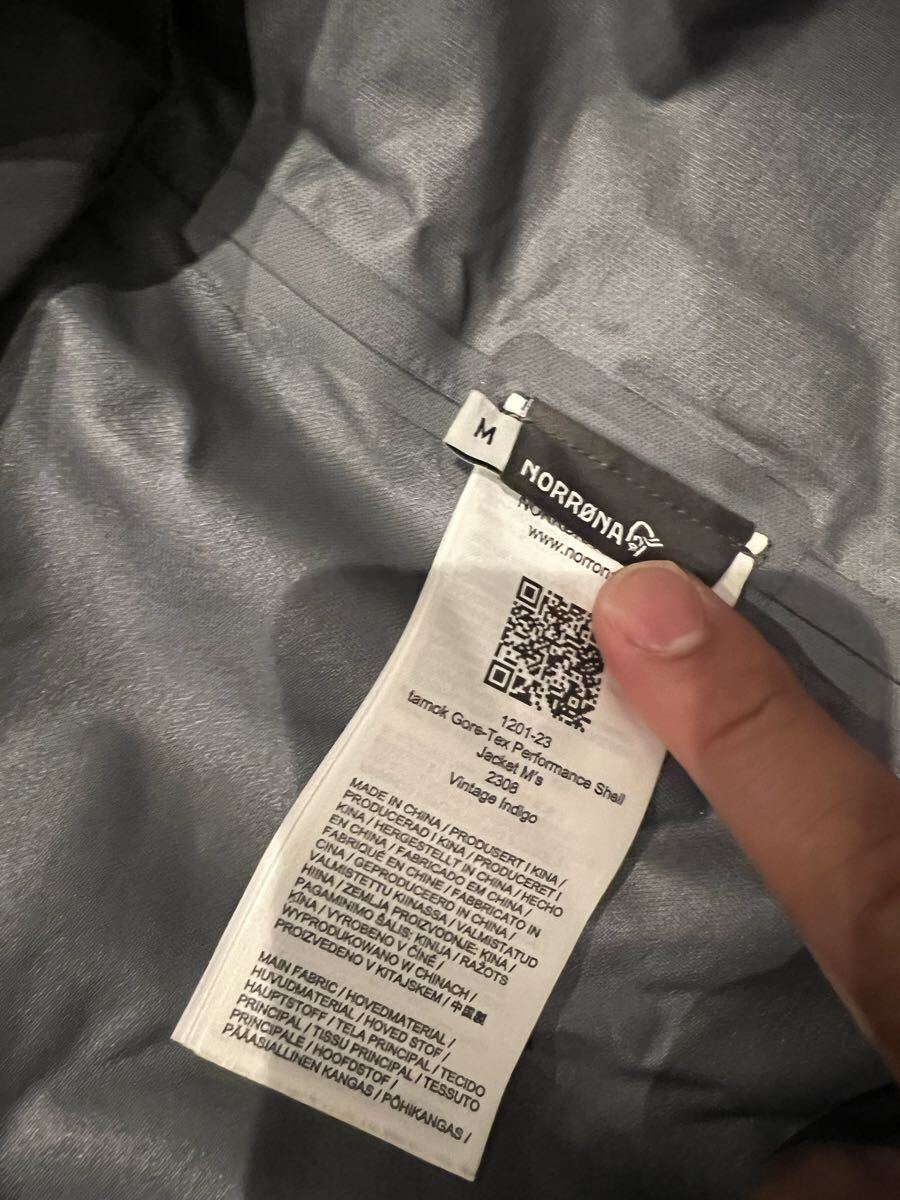 M
NORRØNA
www.norron
1201-23
tamok Gore-Tex Performance Shell
Jacket M's
2308
Vintage Indigo
MADE IN CHINA / PRODUSERT I KINA /
PRODUCERAD I KINA / PRODUCERET I
KINA / HERGESTELLT IN CHINA / HECHO
EN CHINA / FABRICADO EM CHINA /
FABRIQUÉ EN CHINE / FABBRICATO IN
CINA / GEPRODUCEERD IN CHINA /
VALMISTETTU KIINASSA / VALMISTATUD
HIINA / ZEMLJA PROIZVODNJE: KINA /
PAGAMINIMO ŠALIS: KINIJA / RAŽOTS
ĶĪNA / VYROBENO V ČÍNĚ /
WYPRODUKOWANO W CHINACH /
PROIZVEDENO V KITAJSKEM / 中国製
MAIN FABRIC / HOVEDMATERIAL /
HUVUDMATERIAL / HOVED STOF /
HAUPTSTOFF / TELA PRINCIPAL / TECIDO
PRINCIPAL / TISSU PRINCIPAL / TESSUTO
PRINCIPALE / HOOFDSTOF /
PÄÄASIALLINEN KANGAS / PÕHIKANGAS /